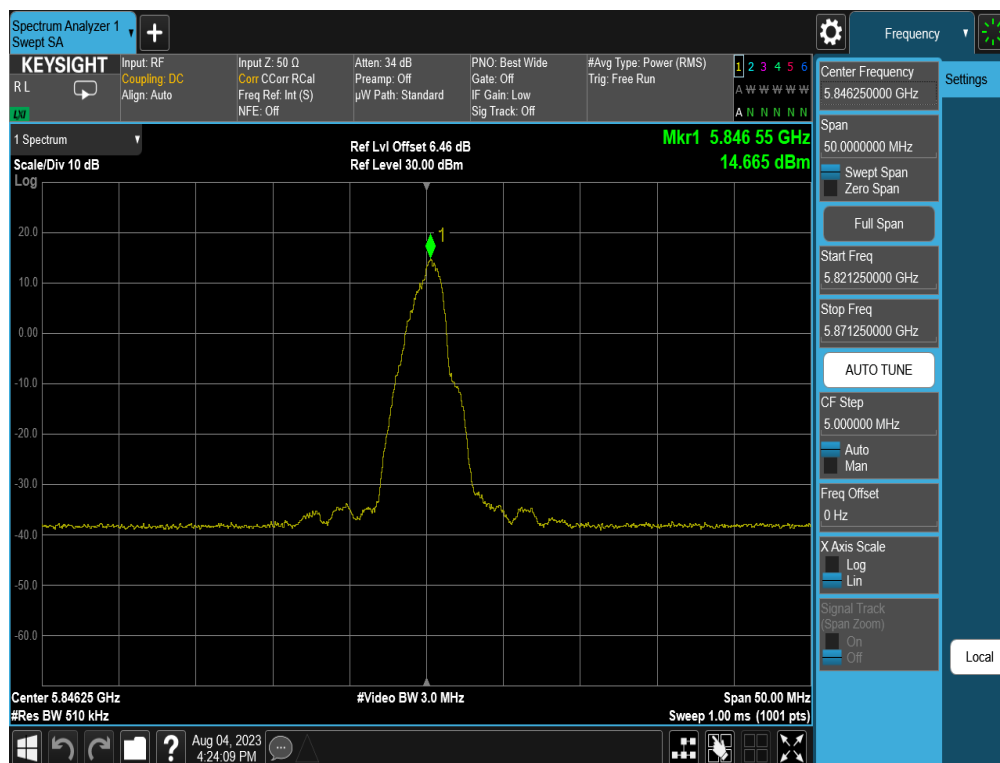 Spectrum Analyzer 1
Swept SA
Frequency
KEYSIGHT
R L
LXI
Input: RF
Coupling: DC
Align: Auto
Input Z: 50 Ω
Corr CCorr RCal
Freq Ref: Int (S)
NFE: Off
Atten: 34 dB
Preamp: Off
µW Path: Standard
PNO: Best Wide
Gate: Off
IF Gain: Low
Sig Track: Off
#Avg Type: Power (RMS)
Trig: Free Run
1 2 3 4 5 6
A W W W W W
A N N N N N
1 Spectrum
Scale/Div 10 dB
Log
Ref Lvl Offset 6.46 dB
Ref Level 30.00 dBm
Mkr1 5.846 55 GHz
14.665 dBm
1
20.0
10.0
0.00
-10.0
-20.0
-30.0
-40.0
-50.0
-60.0
Center 5.84625 GHz
#Res BW 510 kHz
#Video BW 3.0 MHz
Span 50.00 MHz
Sweep 1.00 ms (1001 pts)
Aug 04, 2023
4:24:09 PM
Center Frequency
5.846250000 GHz
Span
50.0000000 MHz
Swept Span
Zero Span
Full Span
Start Freq
5.821250000 GHz
Stop Freq
5.871250000 GHz
AUTO TUNE
CF Step
5.000000 MHz
Auto
Man
Freq Offset
0 Hz
X Axis Scale
Log
Lin
Signal Track
(Span Zoom)
On
Off
Settings
Local